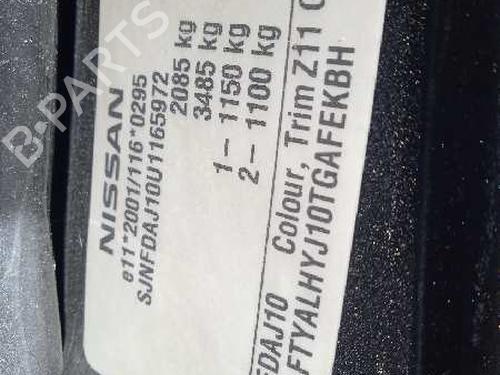 NISSAN
e11*2001/116*0295
SJNFDAJ10U1165972
2085 kg
3485 kg
1– 1150 kg
2– 1100 kg
FDAJ10 Colour, Trim Z11 G
FTYALHYJ10TGAFEKBH
B-PARTS